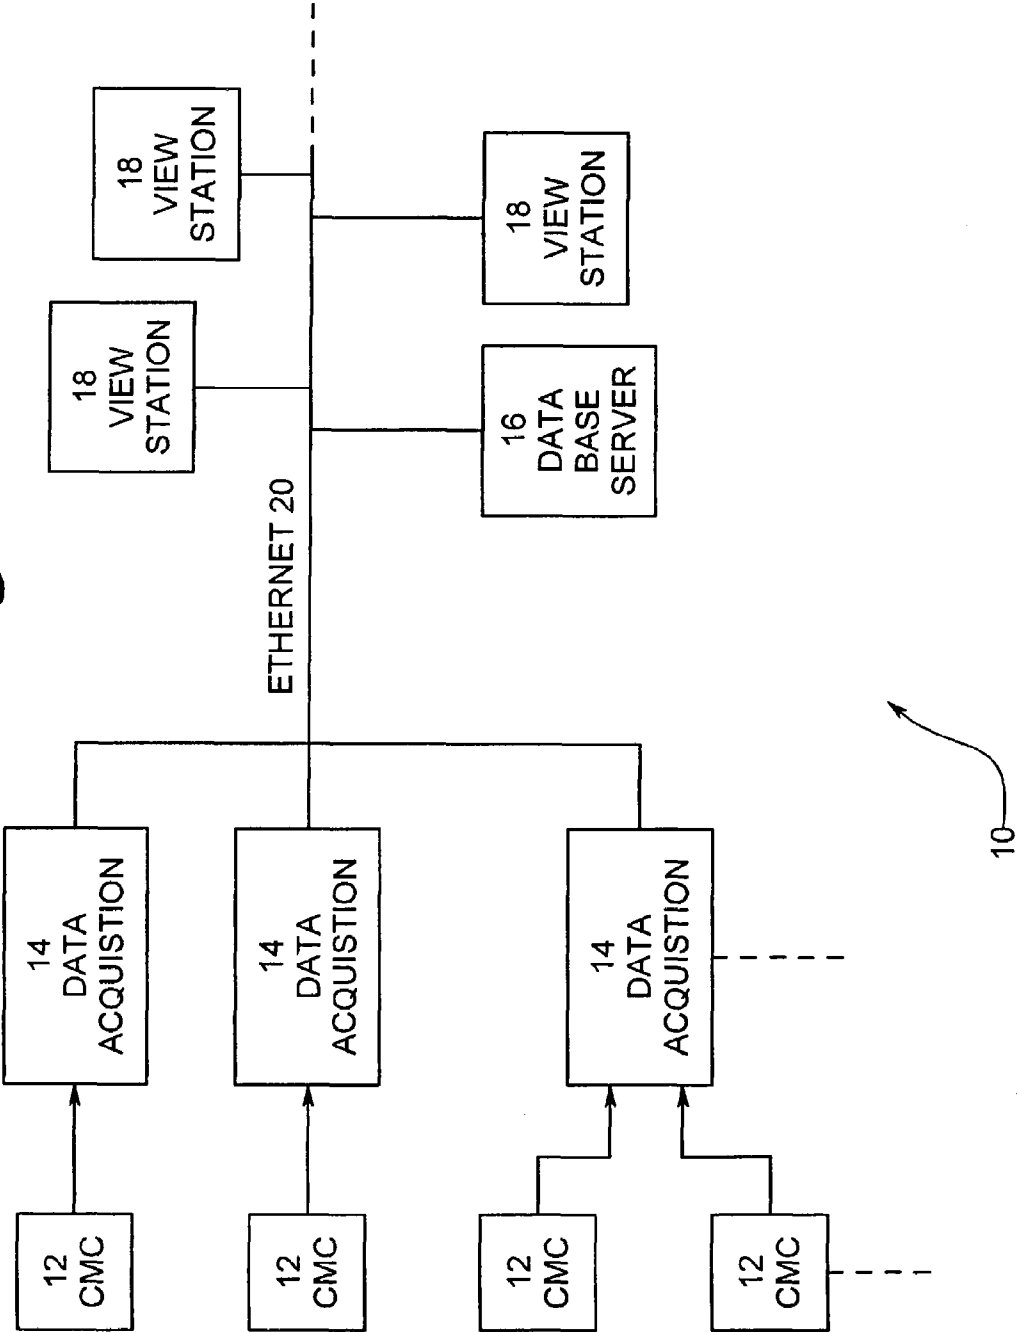 12
CMC
14
DATA
ACQUISTION
12
CMC
14
DATA
ACQUISTION
12
CMC
12
CMC
14
DATA
ACQUISTION
ETHERNET 20
18
VIEW
STATION
18
VIEW
STATION
16
DATA
BASE
SERVER
18
VIEW
STATION
10